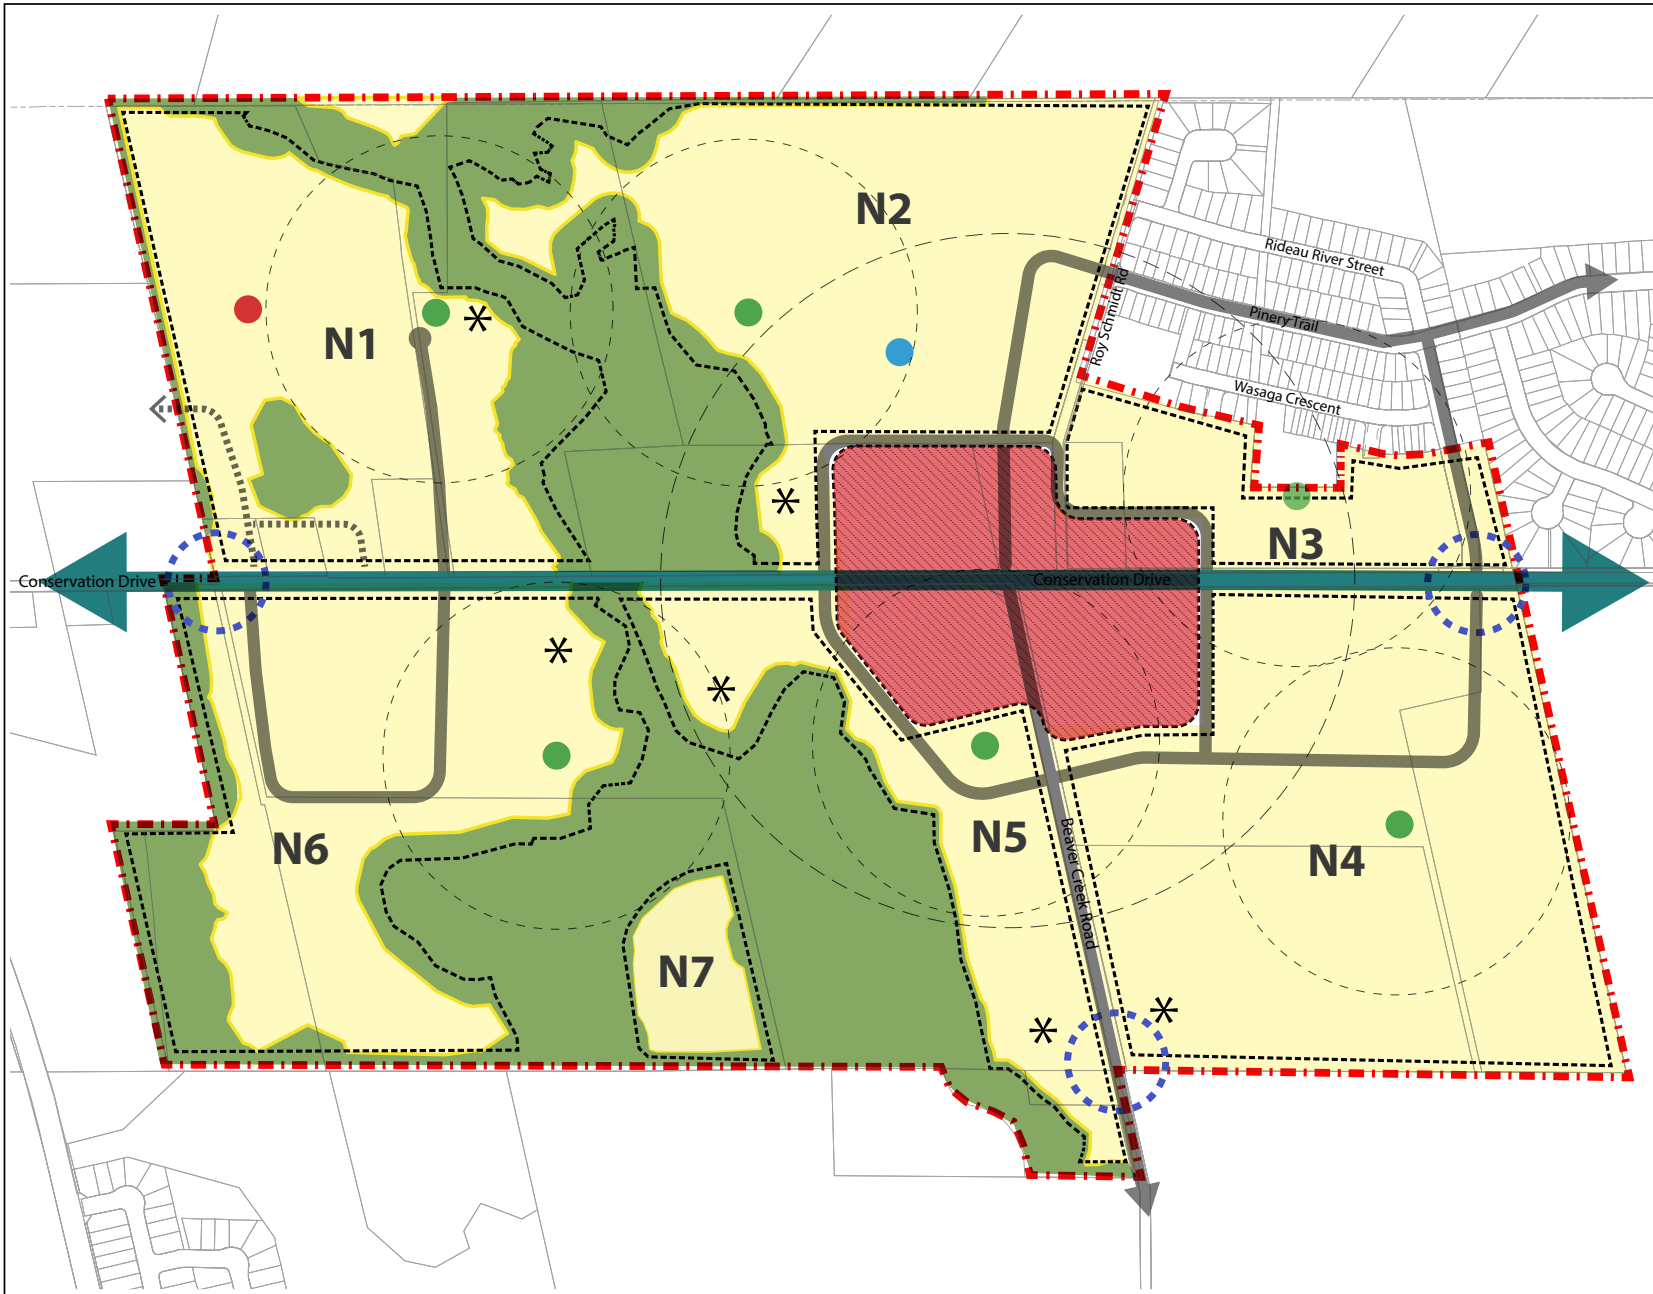 N2
Rideau River Street
Roy Schmidt Rd
Pinery Trail
N1
Wasaga Crescent
N3
Conservation Drive
Conservation Drive
N6
N5
Beaver Creek Road
N4
N7